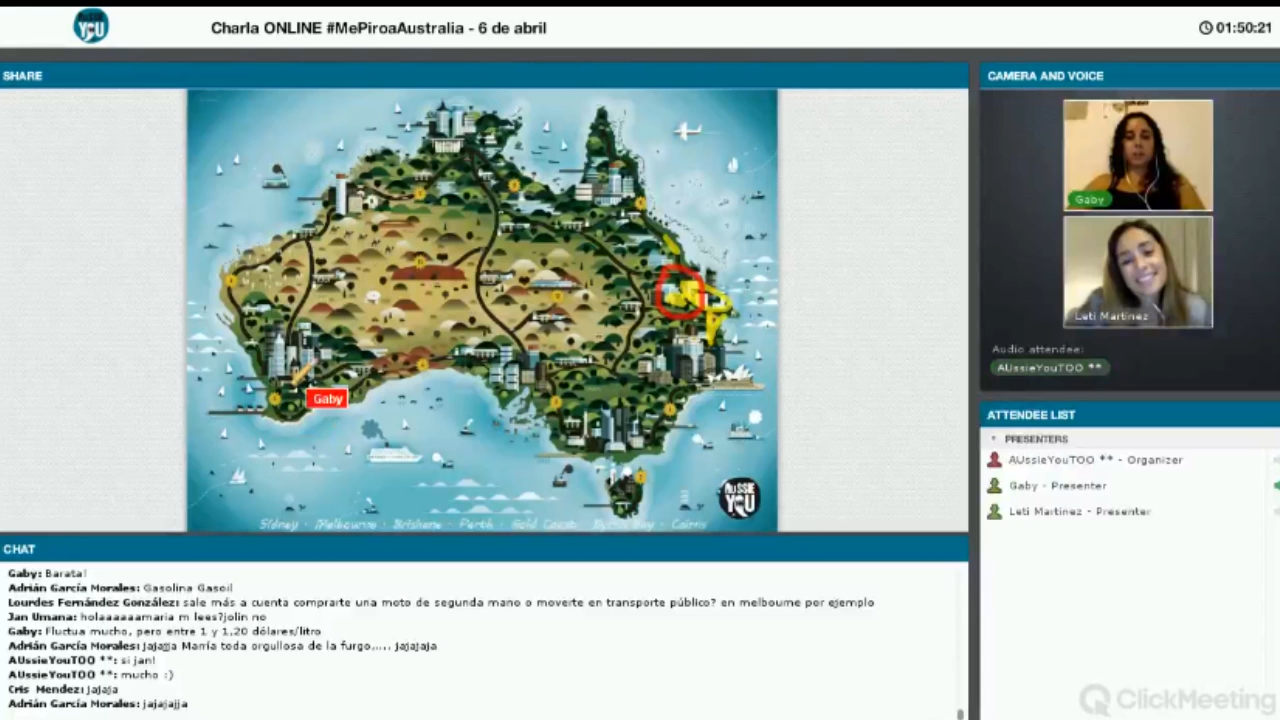 AUSSIE
YOU
Charla ONLINE #MePiroaAustralia - 6 de abril
01:50:21
SHARE
CAMERA AND VOICE
Gaby
Leti Martinez
Audio attendee:
AUssieYouTOO **
Gaby
AUSSIE
YOU
Sidney · Melbourne · Brisbane · Perth · Gold Coast · Byron Bay · Cairns
ATTENDEE LIST
PRESENTERS
AUssieYouTOO ** - Organizer
Gaby - Presenter
Leti Martinez - Presenter
CHAT
Gaby: Barata!
Adrián García Morales: Gasolina Gasoil
Lourdes Fernández González: sale más a cuenta comprarte una moto de segunda mano o moverte en transporte público? en melbourne por ejemplo
Jan Umana: holaaaaaamaria m lees?jolin no
Gaby: Fluctua mucho, pero entre 1 y 1,20 dólares/litro
Adrián García Morales: jajajja Marría toda orgullosa de la furgo..... jajajaja
AUssieYouTOO **: si jan!
AUssieYouTOO **: mucho :)
Cris Mendez: jajaja
Adrián García Morales: jajajajja
ClickMeeting